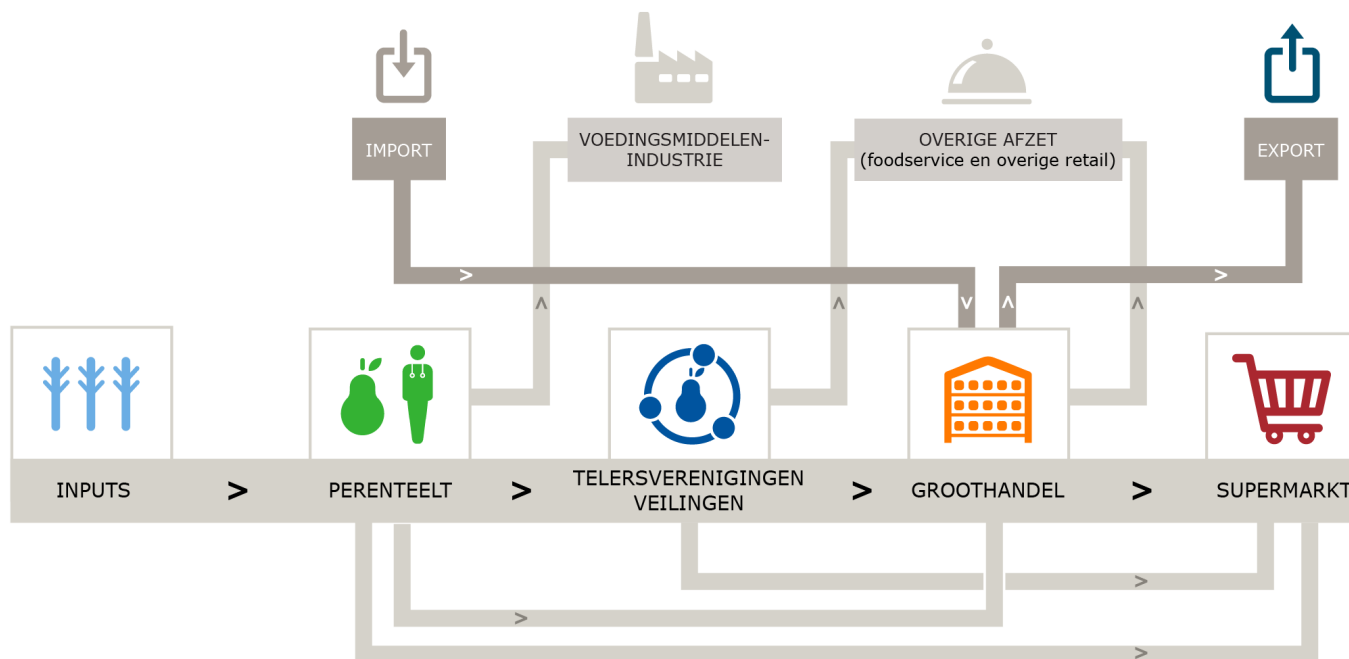 IMPORT
VOEDINGSMIDDELEN-
INDUSTRIE
OVERIGE AFZET
(foodservice en overige retail)
EXPORT
INPUTS > PERENTEELT > TELERSVERENIGINGEN
VEILINGEN > GROOTHANDEL > SUPERMARKT